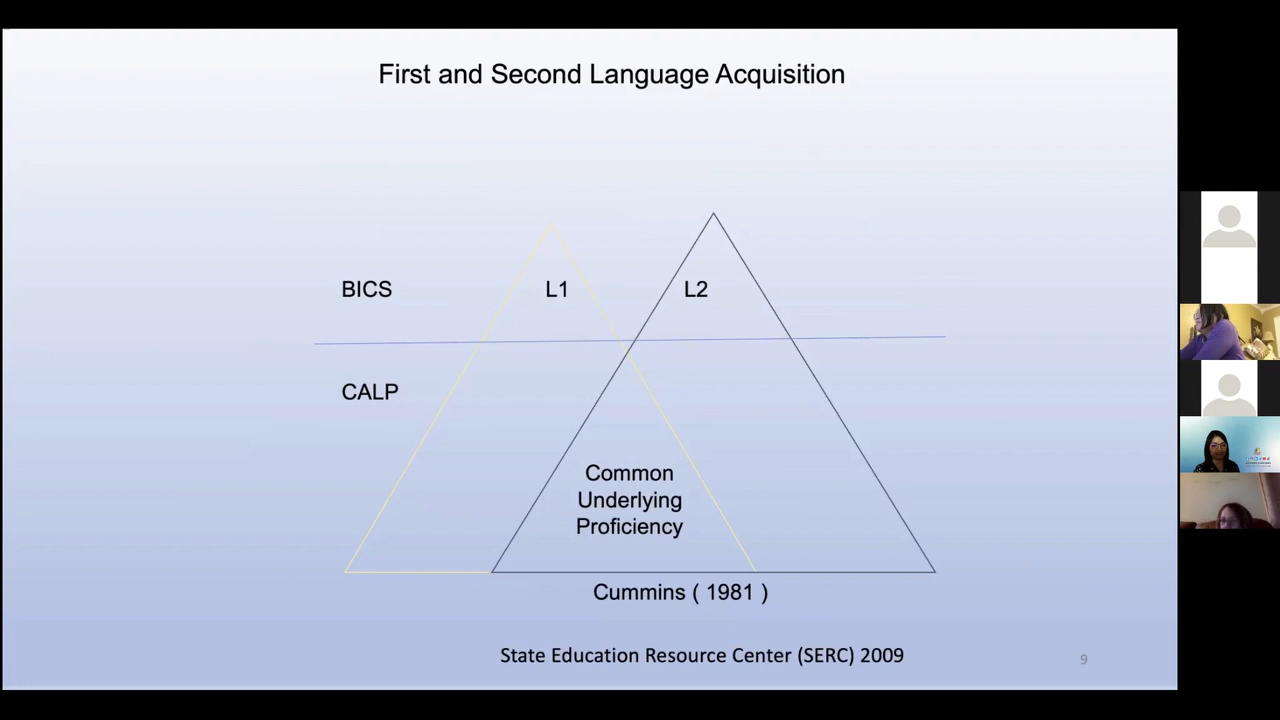 First and Second Language Acquisition
BICS
L1
L2
CALP
Common
Underlying
Proficiency
Cummins ( 1981 )
State Education Resource Center (SERC) 2009
9